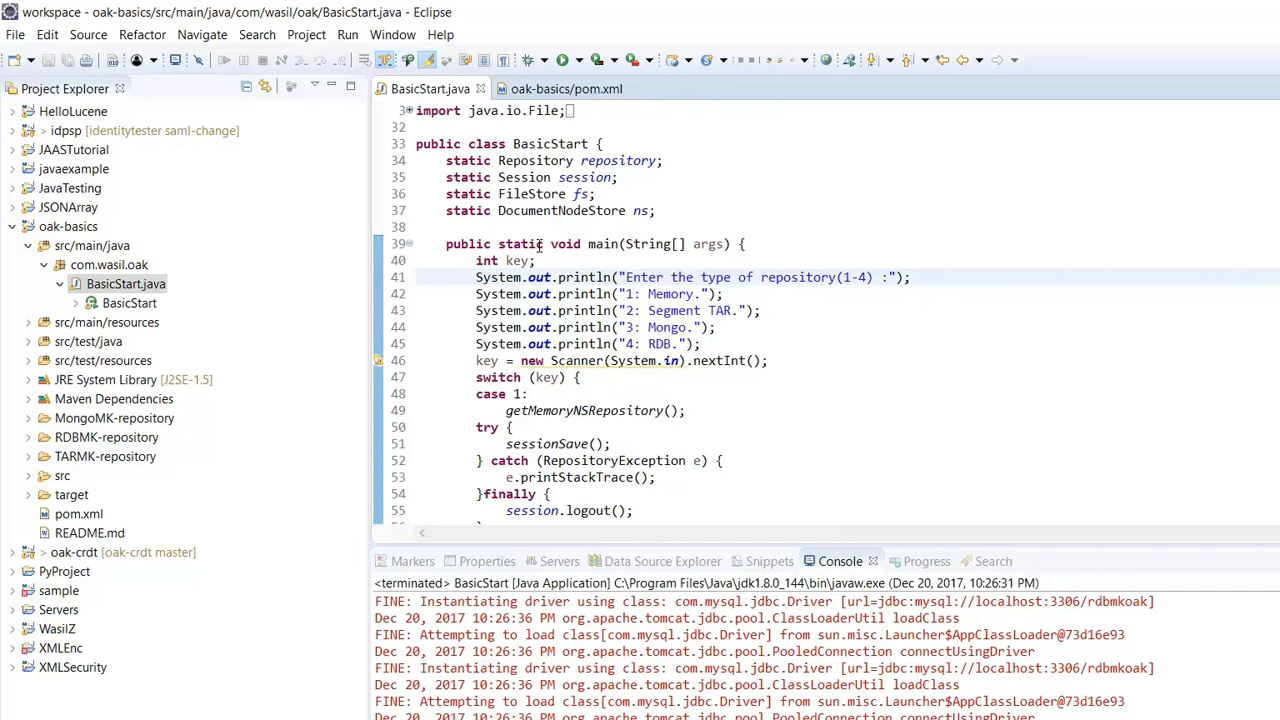 workspace - oak-basics/src/main/java/com/wasil/oak/BasicStart.java - Eclipse
File Edit Source Refactor Navigate Search Project Run Window Help
Project Explorer
HelloLucene
> idpsp [identitytester saml-change]
JAASTutorial
javaexample
JavaTesting
JSONArray
oak-basics
src/main/java
com.wasil.oak
BasicStart.java
BasicStart
src/main/resources
src/test/java
src/test/resources
JRE System Library [J2SE-1.5]
Maven Dependencies
MongoMK-repository
RDBMK-repository
TARMK-repository
src
target
pom.xml
README.md
> oak-crdt [oak-crdt master]
PyProject
sample
Servers
WasilZ
XMLEnc
XMLSecurity
BasicStart.java oak-basics/pom.xml
3 import java.io.File;
32
33 public class BasicStart {
34 static Repository repository;
35 static Session session;
36 static FileStore fs;
37 static DocumentNodeStore ns;
38
39 public static void main(String[] args) {
40 int key;
41 System.out.println("Enter the type of repository(1-4) :");
42 System.out.println("1: Memory.");
43 System.out.println("2: Segment TAR.");
44 System.out.println("3: Mongo.");
45 System.out.println("4: RDB.");
46 key = new Scanner(System.in).nextInt();
47 switch (key) {
48 case 1:
49 getMemoryNSRepository();
50 try {
51 sessionSave();
52 } catch (RepositoryException e) {
53 e.printStackTrace();
54 }finally {
55 session.logout();
Markers Properties Servers Data Source Explorer Snippets Console Progress Search
<terminated> BasicStart [Java Application] C:\Program Files\Java\jdk1.8.0_144\bin\javaw.exe (Dec 20, 2017, 10:26:31 PM)
FINE: Instantiating driver using class: com.mysql.jdbc.Driver [url=jdbc:mysql://localhost:3306/rdbmkoak]
Dec 20, 2017 10:26:36 PM org.apache.tomcat.jdbc.pool.ClassLoaderUtil loadClass
FINE: Attempting to load class[com.mysql.jdbc.Driver] from sun.misc.Launcher$AppClassLoader@73d16e93
Dec 20, 2017 10:26:36 PM org.apache.tomcat.jdbc.pool.PooledConnection connectUsingDriver
FINE: Instantiating driver using class: com.mysql.jdbc.Driver [url=jdbc:mysql://localhost:3306/rdbmkoak]
Dec 20, 2017 10:26:36 PM org.apache.tomcat.jdbc.pool.ClassLoaderUtil loadClass
FINE: Attempting to load class[com.mysql.jdbc.Driver] from sun.misc.Launcher$AppClassLoader@73d16e93
Dec 20, 2017 10:26:36 PM org.apache.tomcat.jdbc.pool.PooledConnection connectUsingDriver